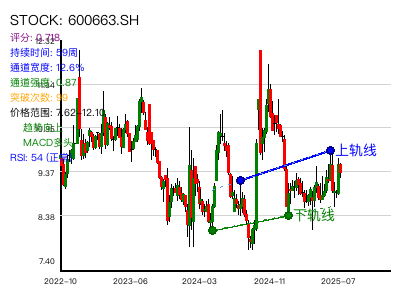 STOCK: 600663.SH
评分: 0.718
持续时间: 59周
通道宽度: 12.6%
通道强度: 0.87
突破次数: 99
价格范围: 7.62-12.10
趋势向上
MACD多头
RSI: 54 (正常)
上轨线
下轨线
12.32
9.37
8.38
7.40
2022-10
2023-06
2024-03
2024-11
2025-07